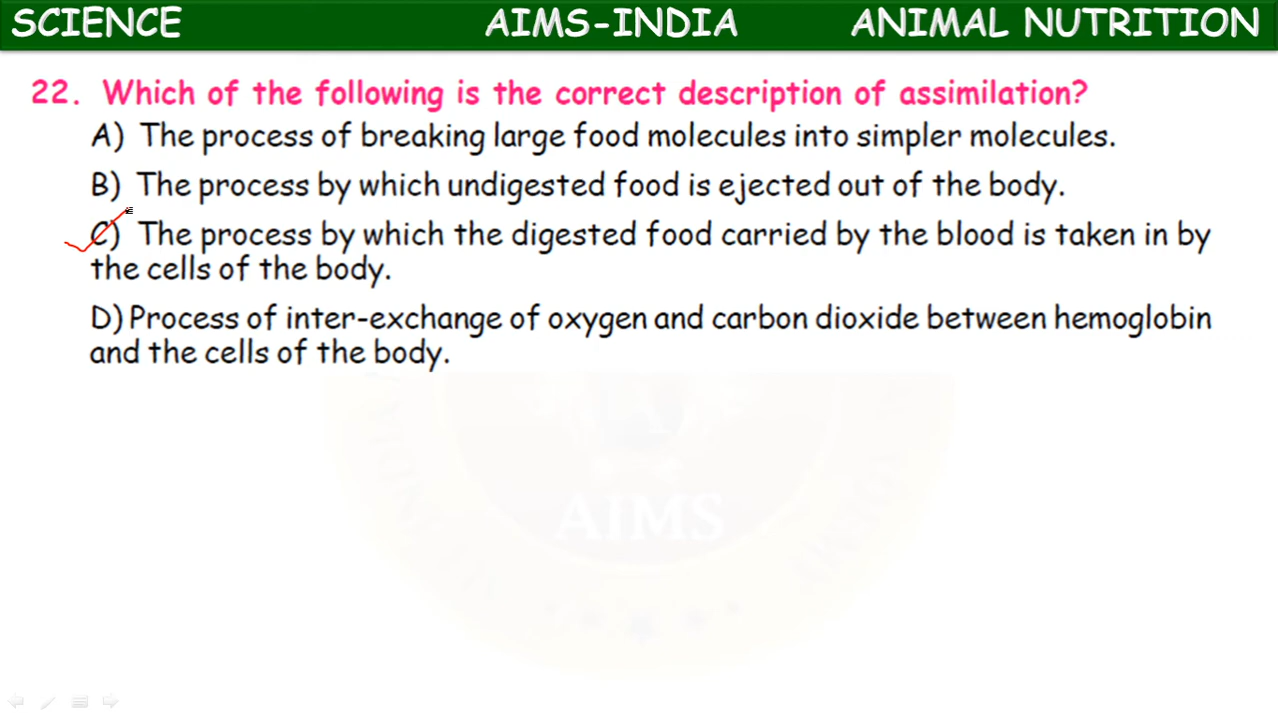 SCIENCE AIMS-INDIA ANIMAL NUTRITION
22. Which of the following is the correct description of assimilation?
A) The process of breaking large food molecules into simpler molecules.
B) The process by which undigested food is ejected out of the body.
C) The process by which the digested food carried by the blood is taken in by
the cells of the body.
D) Process of inter-exchange of oxygen and carbon dioxide between hemoglobin
and the cells of the body.
AIMS